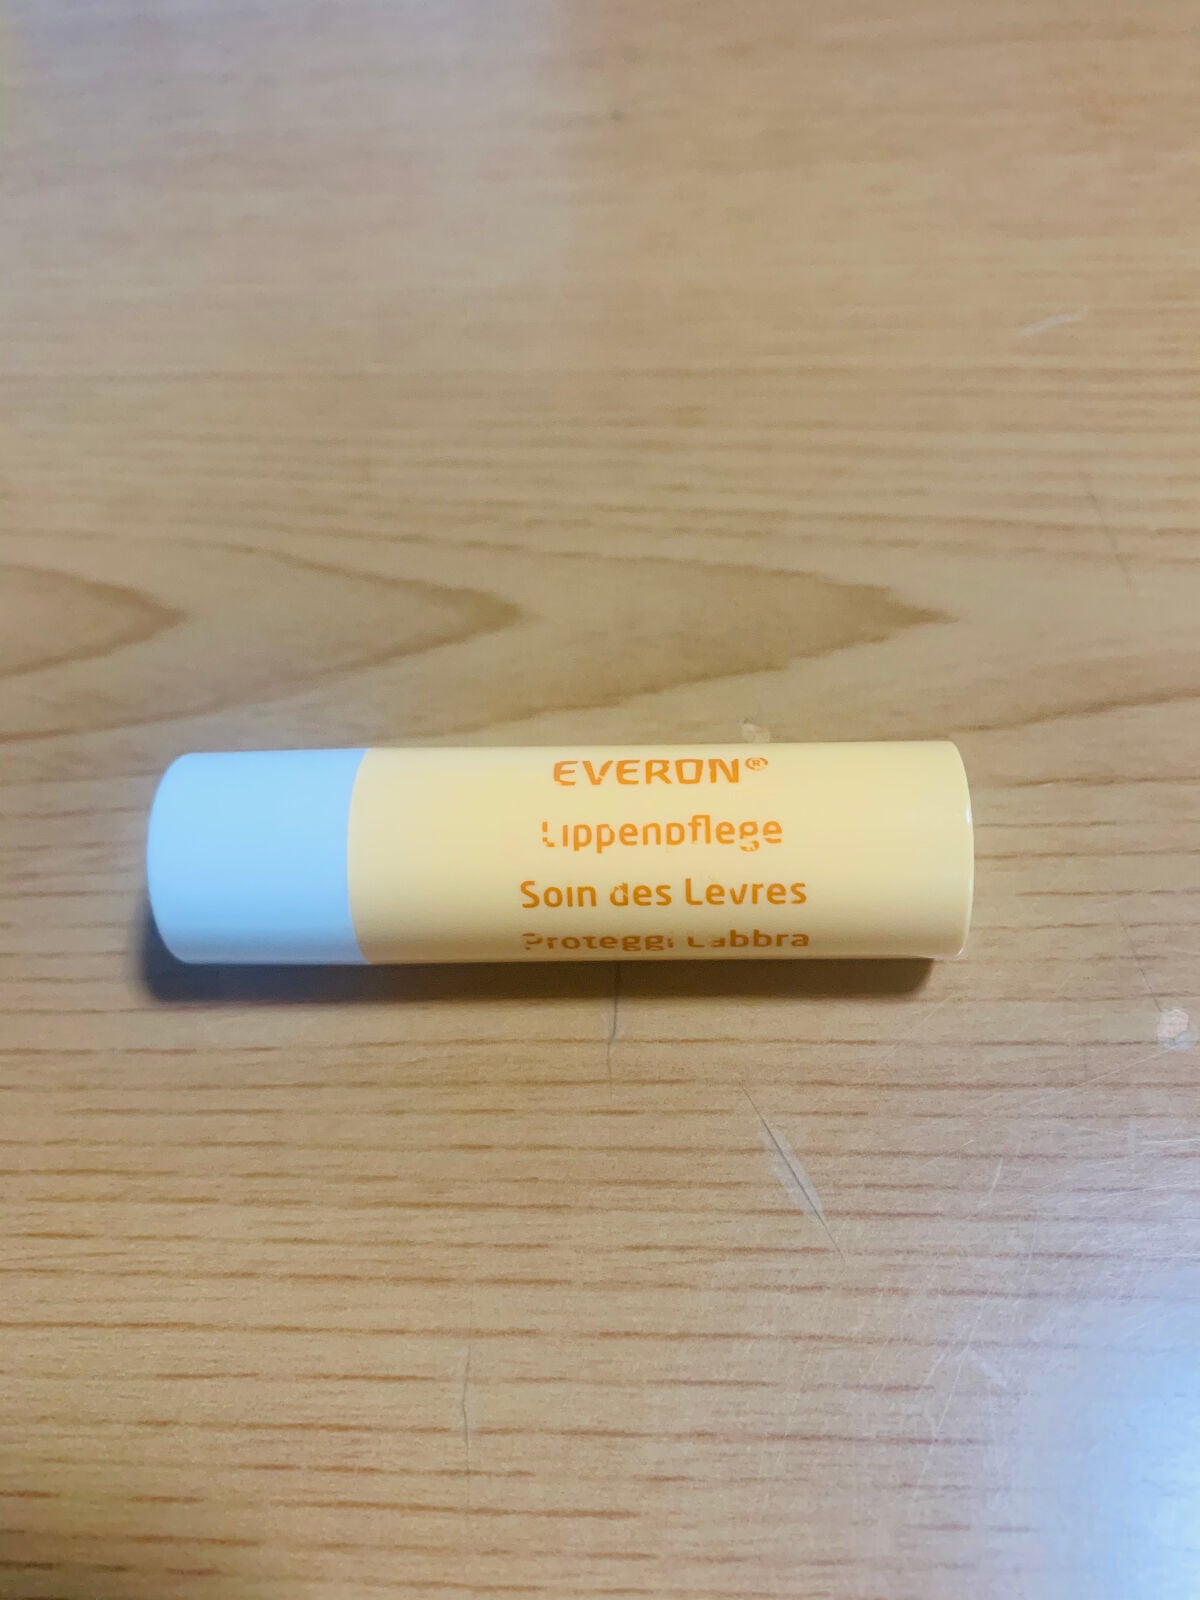 EVERON®
Lippenpflege
Soin des Levres
Proteggi Labbra